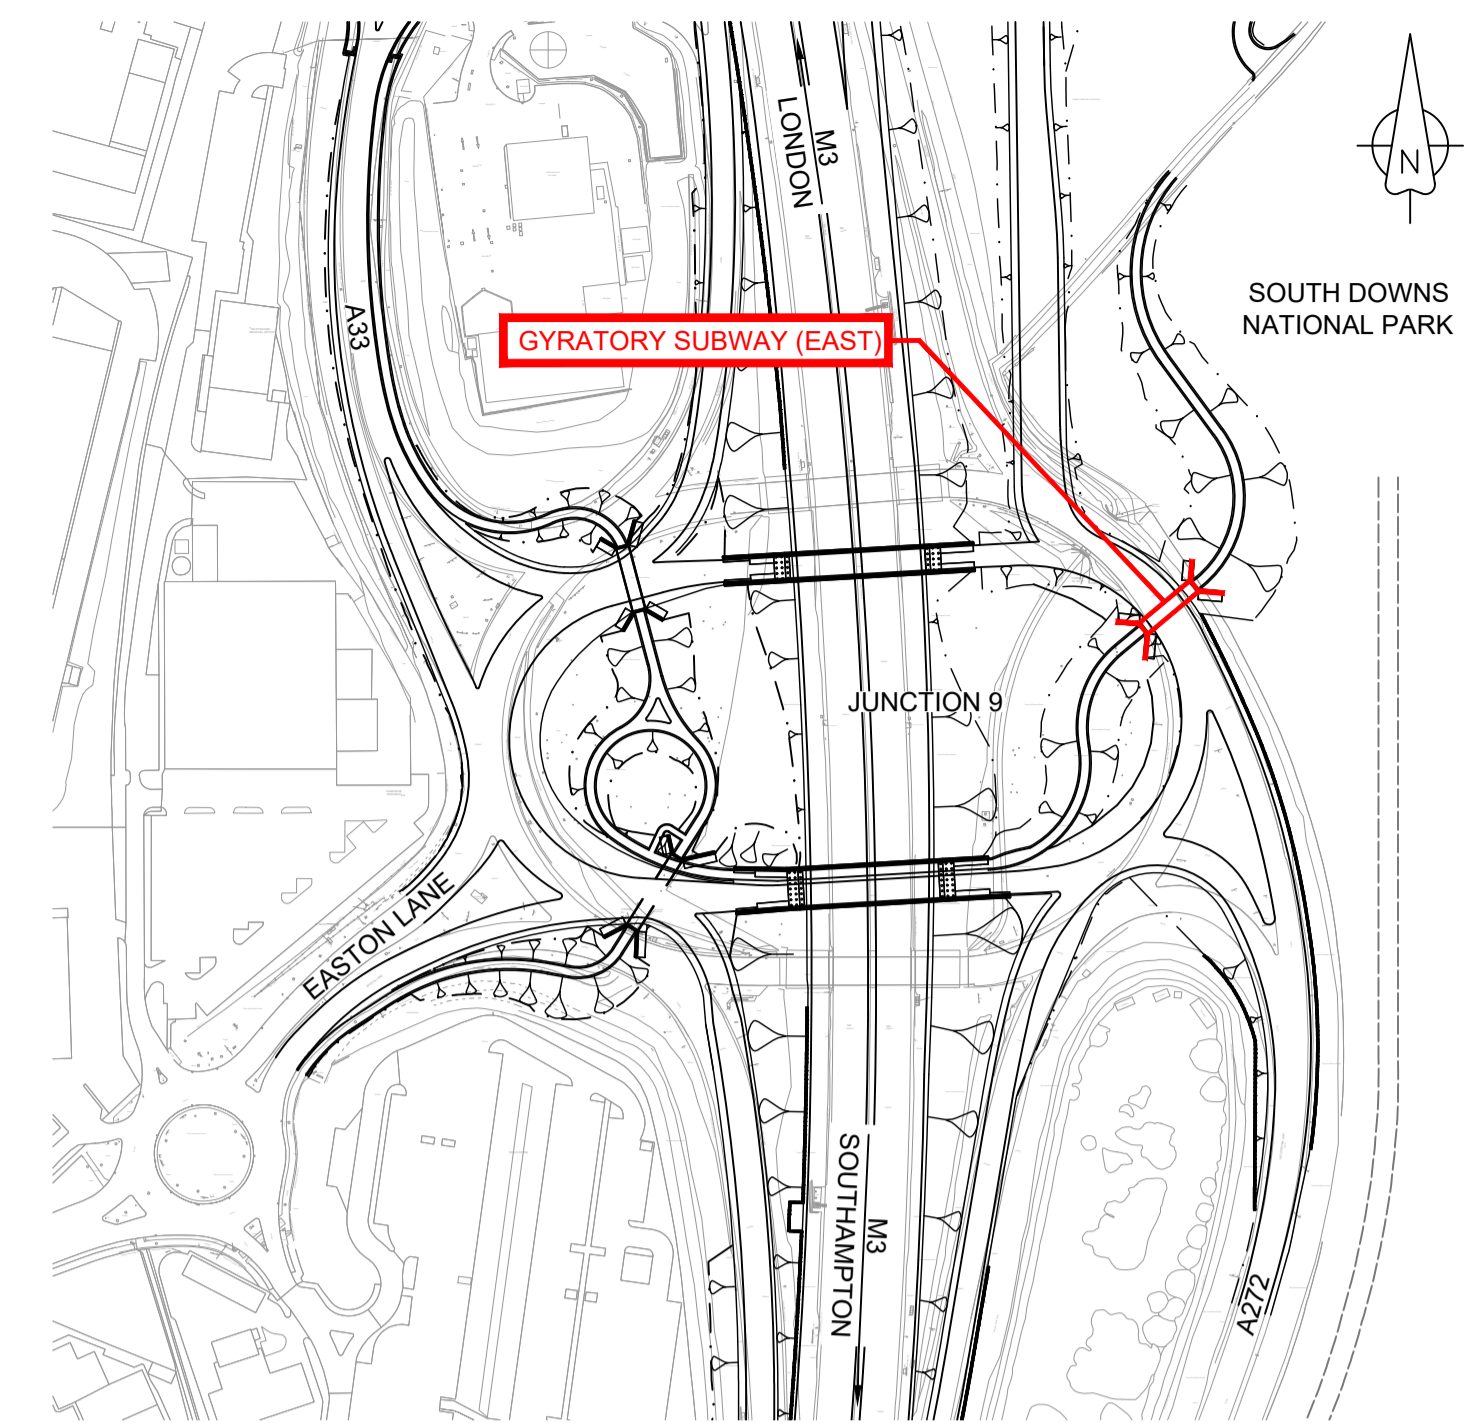 M3
LONDON
N
SOUTH DOWNS
NATIONAL PARK
A33
GYRATORY SUBWAY (EAST)
JUNCTION 9
EASTON LANE
M3
SOUTHAMPTON
A272